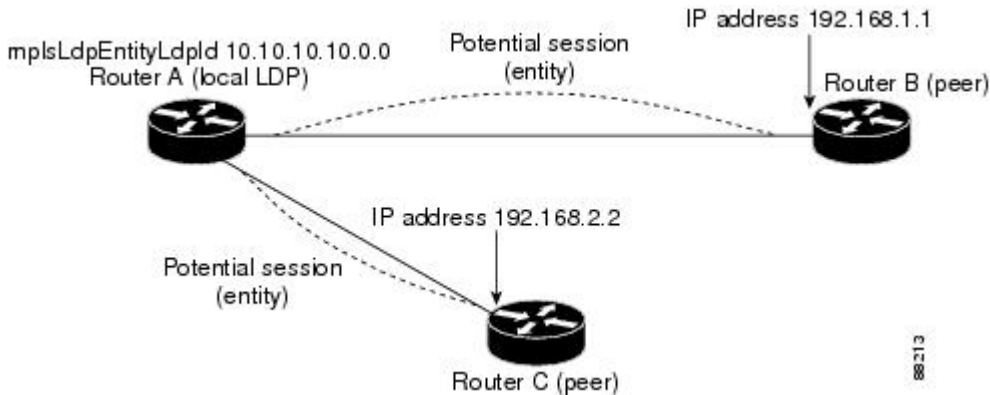 IP address 192.168.1.1
Potential session
(entity)
mplsLdpEntityLdpId 10.10.10.10.0.0
Router A (local LDP)
Router B (peer)
IP address 192.168.2.2
Potential session
(entity)
Router C (peer)
88213